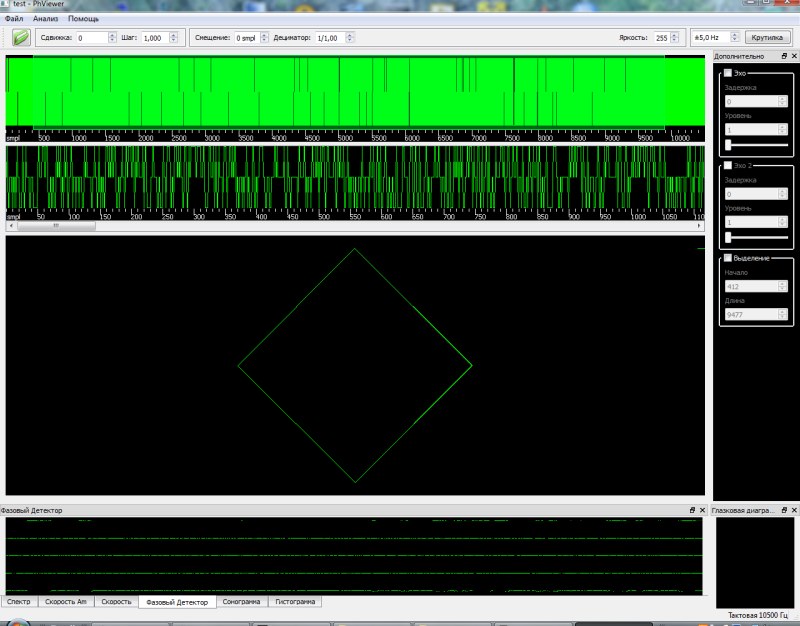 test - PhViewer
Файл Анализ Помощь
Сдвижка: 0 Шаг: 1,000 Смещение: 0 smpl Дециматор: 1/1,00 Яркость: 255 ±5,0 Hz Крутилка
Дополнительно
Эхо
Задержка
0
Уровень
1
Эхо 2
Задержка
0
Уровень
1
Выделение
Начало
412
Длина
9477
smpl 500 1000 1500 2000 2500 3000 3500 4000 4500 5000 5500 6000 6500 7000 7500 8000 8500 9000 9500 10000
smpl 50 100 150 200 250 300 350 400 450 500 550 600 650 700 750 800 850 900 950 1000 1050 110
Фазовый Детектор
Глазковая диагра...
Спектр Скорость Am Скорость Фазовый Детектор Сонограмма Гистограмма
Тактовая 10500 Гц